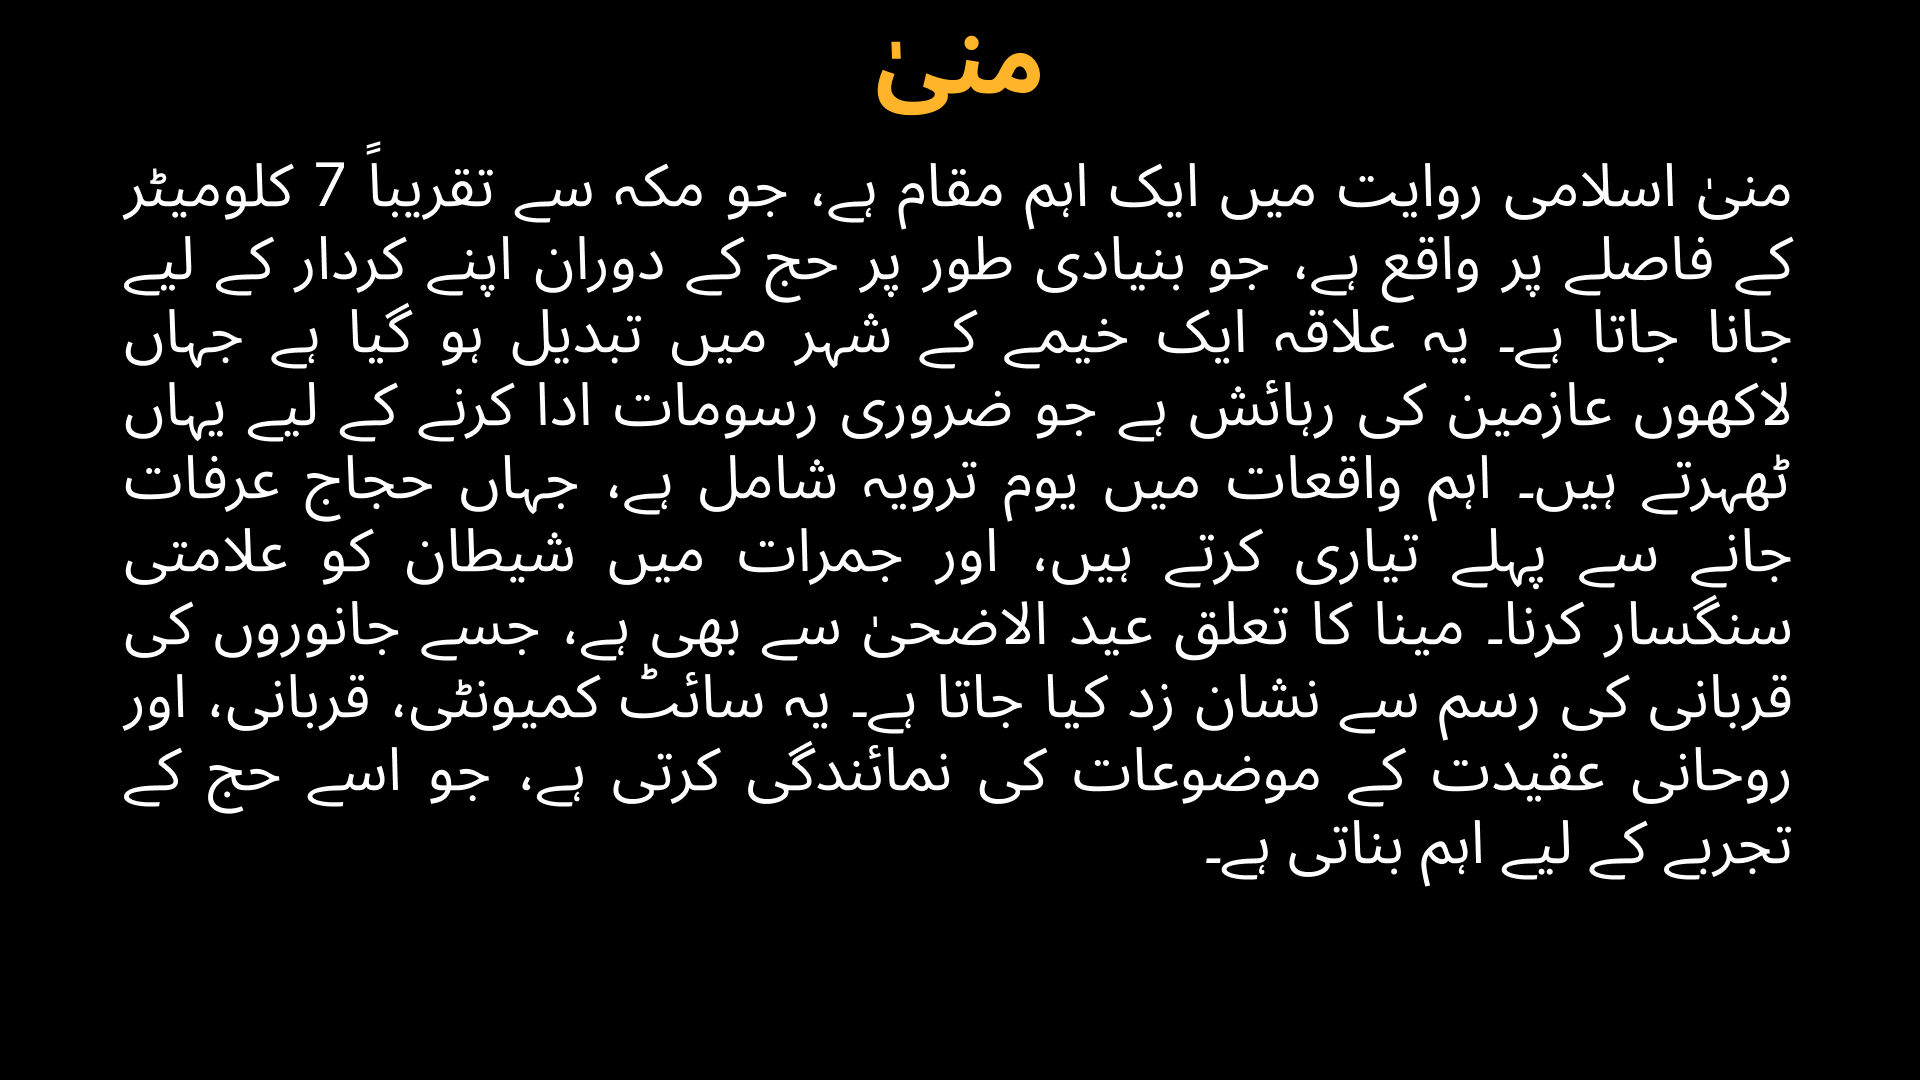 منیٰ
منیٰ اسلامی روایت میں ایک اہم مقام ہے، جو مکہ سے تقریباً 7 کلومیٹر
کے فاصلے پر واقع ہے، جو بنیادی طور پر حج کے دوران اپنے کردار کے لیے
جانا جاتا ہے۔ یہ علاقہ ایک خیمے کے شہر میں تبدیل ہو گیا ہے جہاں
لاکھوں عازمین کی رہائش ہے جو ضروری رسومات ادا کرنے کے لیے یہاں
ٹھہرتے ہیں۔ اہم واقعات میں یوم ترویہ شامل ہے، جہاں حجاج عرفات
جانے سے پہلے تیاری کرتے ہیں، اور جمرات میں شیطان کو علامتی
سنگسار کرنا۔ مینا کا تعلق عید الاضحیٰ سے بھی ہے، جسے جانوروں کی
قربانی کی رسم سے نشان زد کیا جاتا ہے۔ یہ سائٹ کمیونٹی، قربانی، اور
روحانی عقیدت کے موضوعات کی نمائندگی کرتی ہے، جو اسے حج کے
تجربے کے لیے اہم بناتی ہے۔